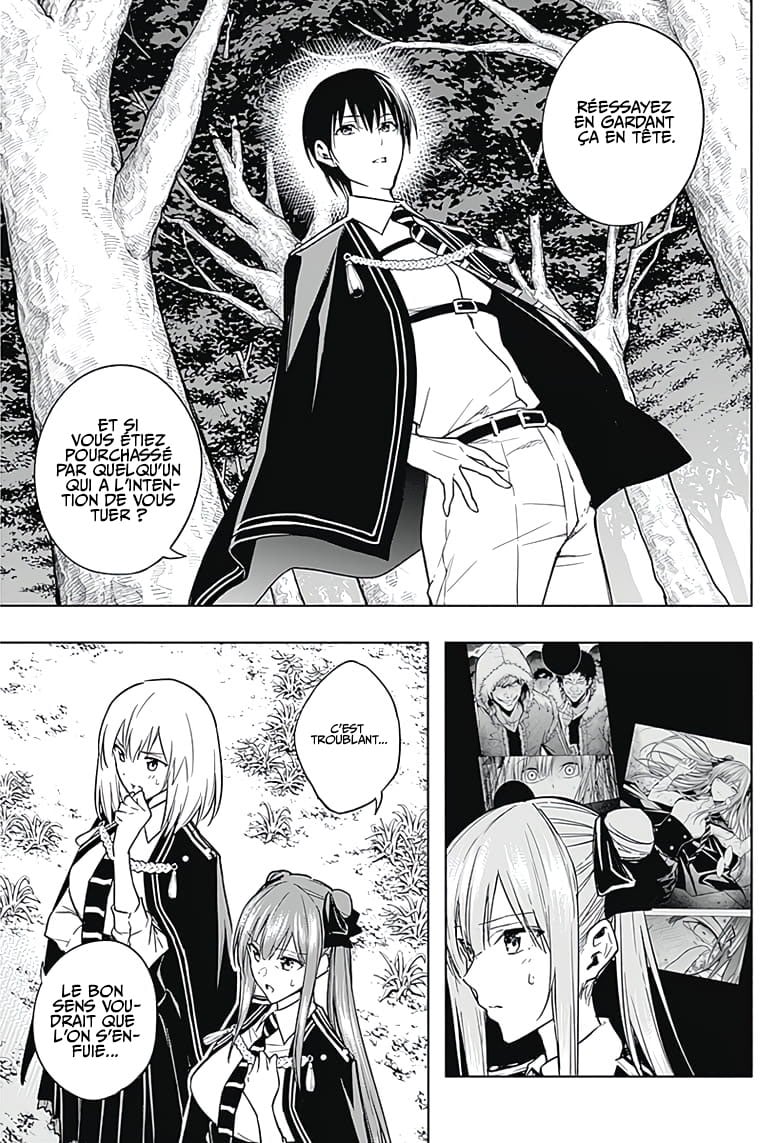 RÉESSAYEZ
EN GARDANT
ÇA EN TÊTE.
ET SI
VOUS ÉTIEZ
POURCHASSÉ
PAR QUELQU'UN
QUI A L'INTEN-
TION DE VOUS
TUER ?
C'EST
TROUBLANT...
LE BON
SENS VOU-
DRAIT QUE
L'ON S'EN-
FUIE...